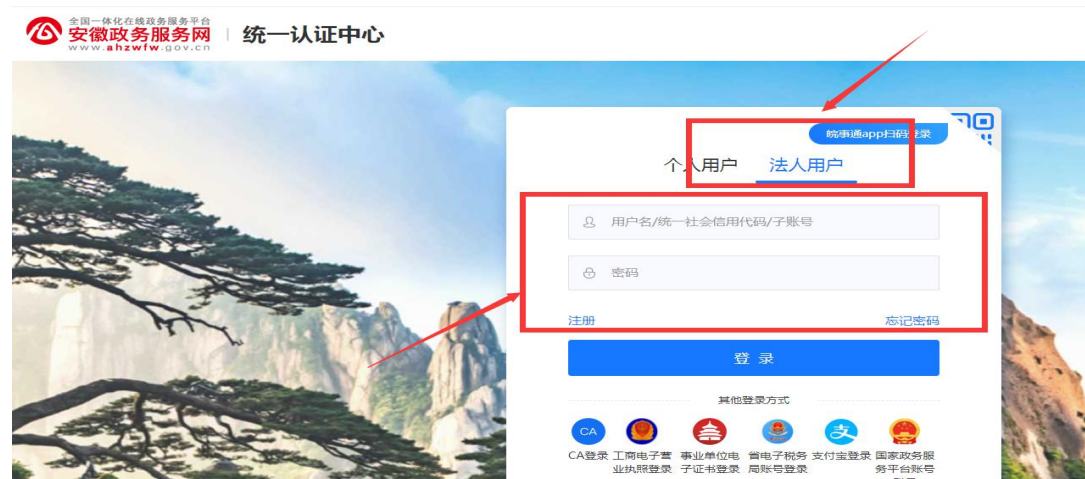 全国一体化在线政务服务平台
安徽政务服务网
www.ahzwfw.gov.cn
统一认证中心
皖事通app扫码登录
个人用户 法人用户
用户名/统一社会信用代码/子账号
密码
注册 忘记密码
登 录
其他登录方式
CA
支
CA登录 工商电子营业执照登录 事业单位电子证书登录 省电子税务局账号登录 支付宝登录 国家政务服务平台账号